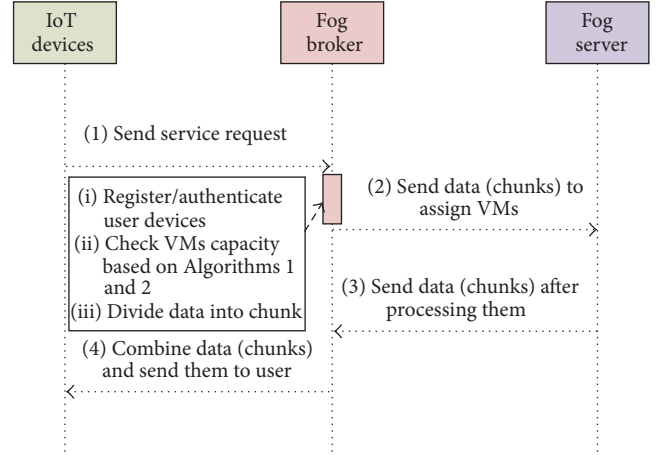 IoT
devices
Fog
broker
Fog
server
(1) Send service request
(i) Register/authenticate
user devices
(ii) Check VMs capacity
based on Algorithms 1
and 2
(iii) Divide data into chunk
(2) Send data (chunks) to
assign VMs
(3) Send data (chunks) after
processing them
(4) Combine data (chunks)
and send them to user